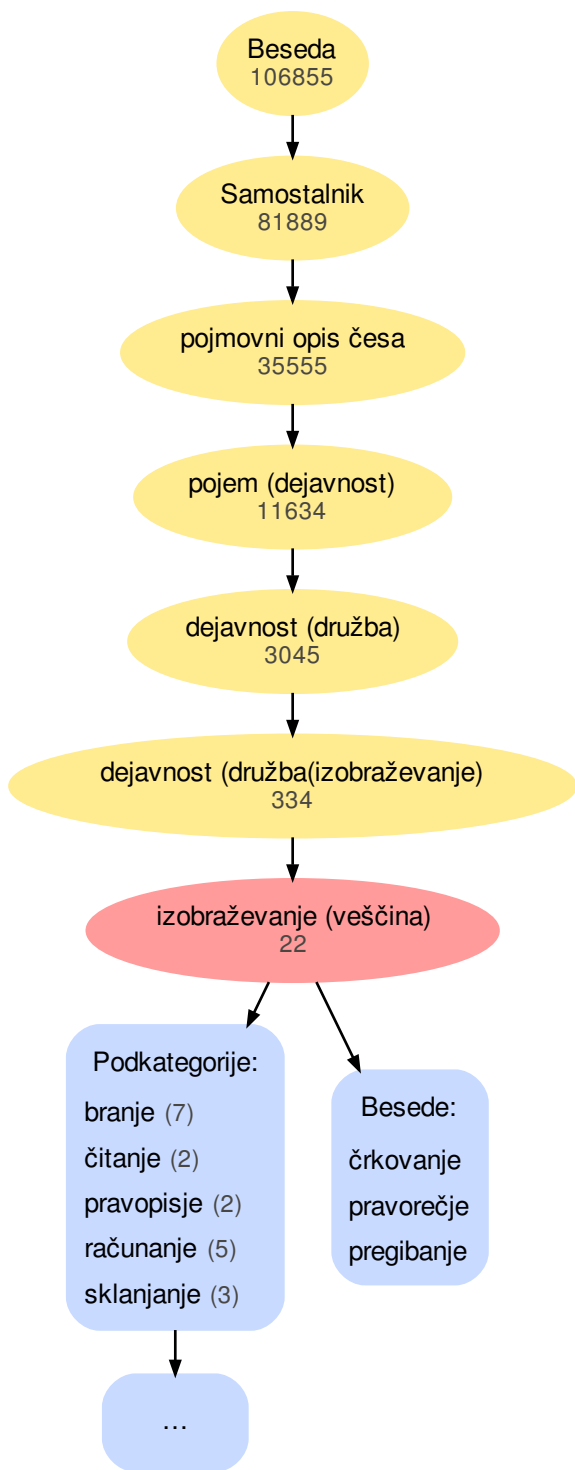 Beseda
106855
Samostalnik
81889
pojmovni opis česa
35555
pojem (dejavnost)
11634
dejavnost (družba)
3045
dejavnost (družba(izobraževanje)
334
izobraževanje (veščina)
22
Podkategorije:
branje (7)
čitanje (2)
pravopisje (2)
računanje (5)
sklanjanje (3)
Besede:
črkovanje
pravorečje
pregibanje
...